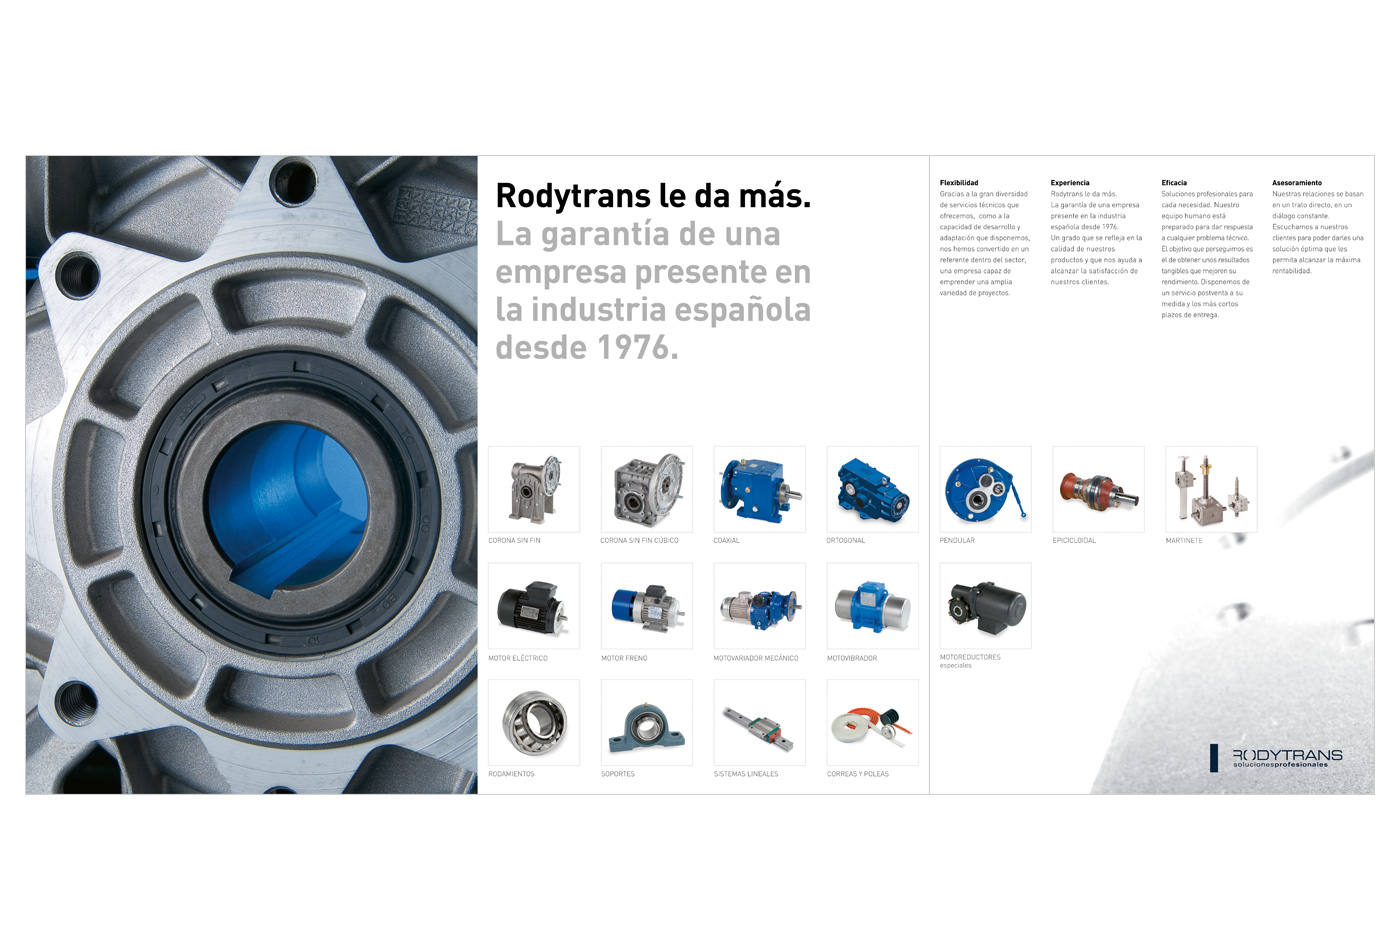 Rodytrans le da más.
La garantía de una
empresa presente en
la industria española
desde 1976.
Flexibilidad
Gracias a la gran diversidad
de servicios técnicos que
ofrecemos, como a la
capacidad de desarrollo y
adaptación que disponemos,
nos hemos convertido en un
referente dentro del sector,
una empresa capaz de
emprender una amplia
variedad de proyectos.
Experiencia
Rodytrans le da más.
La garantía de una empresa
presente en la industria
española desde 1976.
Un grado que se refleja en la
calidad de nuestros
productos y que nos ayuda a
alcanzar la satisfacción de
nuestros clientes.
Eficacia
Soluciones profesionales para
cada necesidad. Nuestro
equipo humano está
preparado para dar respuesta
a cualquier problema técnico.
El objetivo que perseguimos es
el de obtener unos resultados
tangibles que mejoren su
rendimiento. Disponemos de
un servicio postventa a su
medida y los más cortos
plazos de entrega.
Asesoramiento
Nuestras relaciones se basan
en un trato directo, en un
diálogo constante.
Escuchamos a nuestros
clientes para poder darles una
solución óptima que les
permita alcanzar la máxima
rentabilidad.
CORONA SIN FIN
CORONA SIN FIN CÚBICO
COAXIAL
ORTOGONAL
PENDULAR
EPICICLOIDAL
MARTINETE
MOTOR ELÉCTRICO
MOTOR FRENO
MOTOVARIADOR MECÁNICO
MOTOVIBRADOR
MOTOREDUCTORES
especiales
RODAMIENTOS
SOPORTES
SISTEMAS LINEALES
CORREAS Y POLEAS
RODYTRANS
solucionesprofesionales